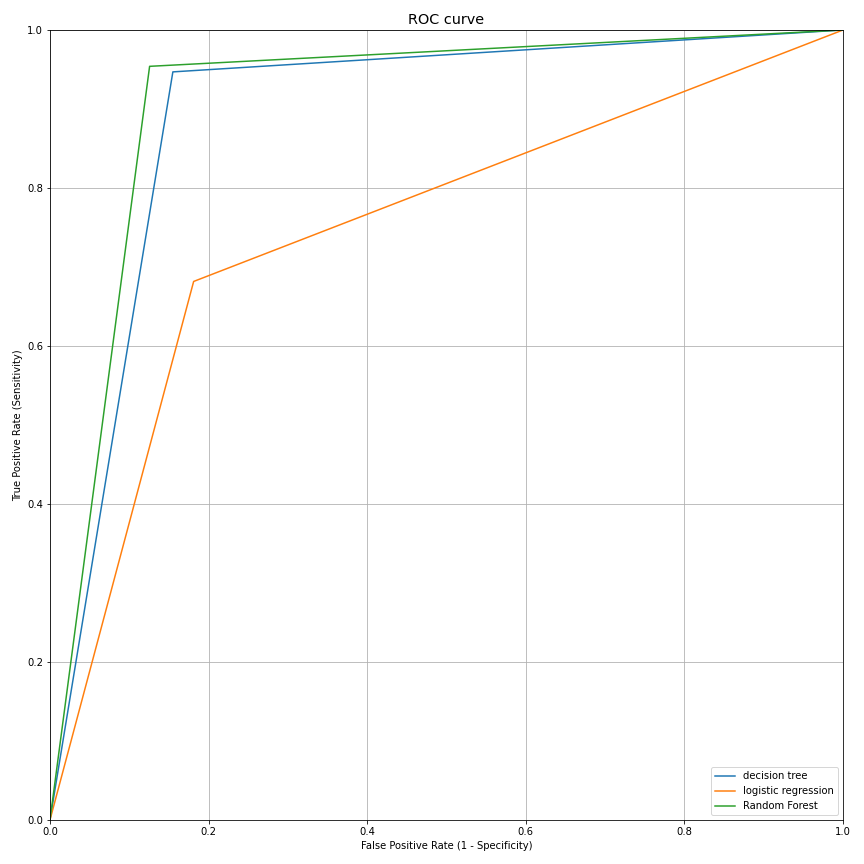 ROC curve
1.0
0.8
0.6
0.4
0.2
0.0
True Positive Rate (Sensitivity)
0.0 0.2 0.4 0.6 0.8 1.0
False Positive Rate (1 - Specificity)
decision tree
logistic regression
Random Forest